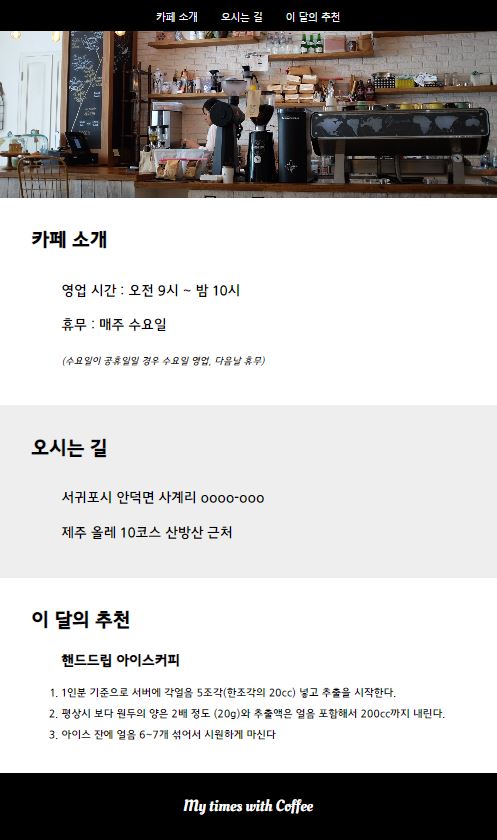 카페 소개 오시는 길 이 달의 추천
카페 소개
영업 시간 : 오전 9시 ~ 밤 10시
휴무 : 매주 수요일
(수요일이 공휴일일 경우 수요일 영업, 다음날 휴무)
오시는 길
서귀포시 안덕면 사계리 oooo-ooo
제주 올레 10코스 산방산 근처
이 달의 추천
핸드드립 아이스커피
1. 1인분 기준으로 서버에 각얼음 5조각(한조각의 20cc) 넣고 추출을 시작한다.
2. 평상시 보다 원두의 양은 2배 정도 (20g)와 추출액은 얼음 포함해서 200cc까지 내린다.
3. 아이스 잔에 얼음 6~7개 섞어서 시원하게 마신다
My times with Coffee